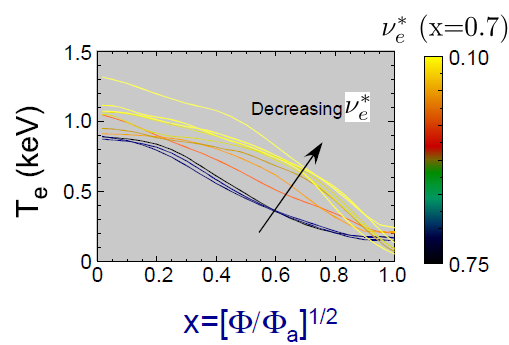 ν*e (x=0.7)
1.5
1.0
0.5
0
Te (keV)
Decreasing ν*e
0.10
0.75
0 0.2 0.4 0.6 0.8 1.0
x=[Φ/Φa]1/2